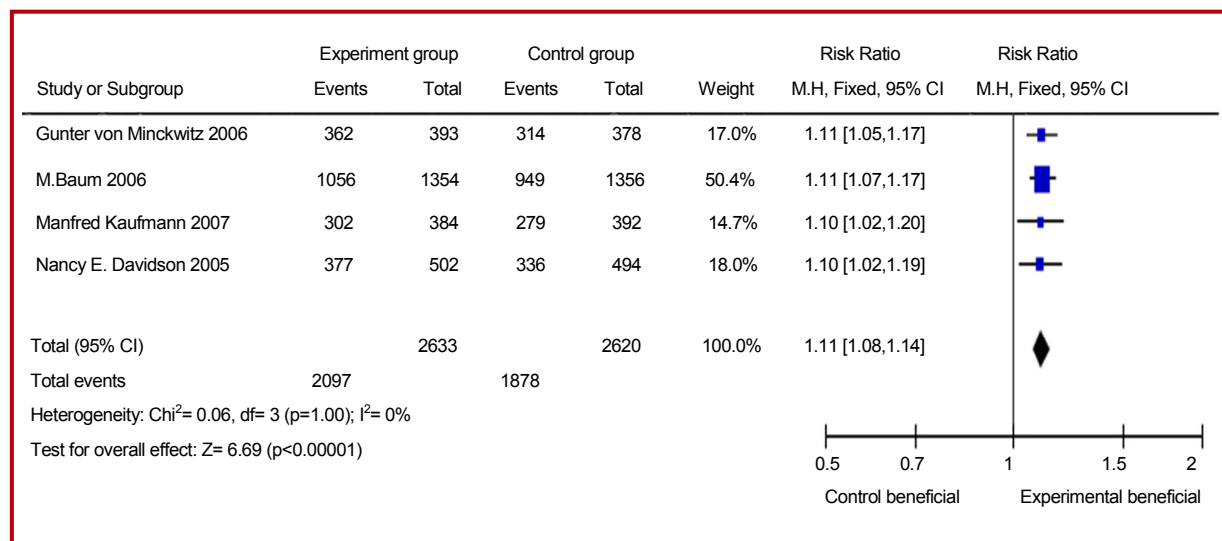 Experiment group Control group Risk Ratio Risk Ratio
Study or Subgroup Events Total Events Total Weight M.H, Fixed, 95% CI M.H, Fixed, 95% CI
Gunter von Minckwitz 2006 362 393 314 378 17.0% 1.11 [1.05,1.17]
M.Baum 2006 1056 1354 949 1356 50.4% 1.11 [1.07,1.17]
Manfred Kaufmann 2007 302 384 279 392 14.7% 1.10 [1.02,1.20]
Nancy E. Davidson 2005 377 502 336 494 18.0% 1.10 [1.02,1.19]
Total (95% CI) 2633 2620 100.0% 1.11 [1.08,1.14]
Total events 2097 1878
Heterogeneity: Chi²= 0.06, df= 3 (p=1.00); I²= 0%
Test for overall effect: Z= 6.69 (p<0.00001)
0.5 0.7 1 1.5 2
Control beneficial Experimental beneficial